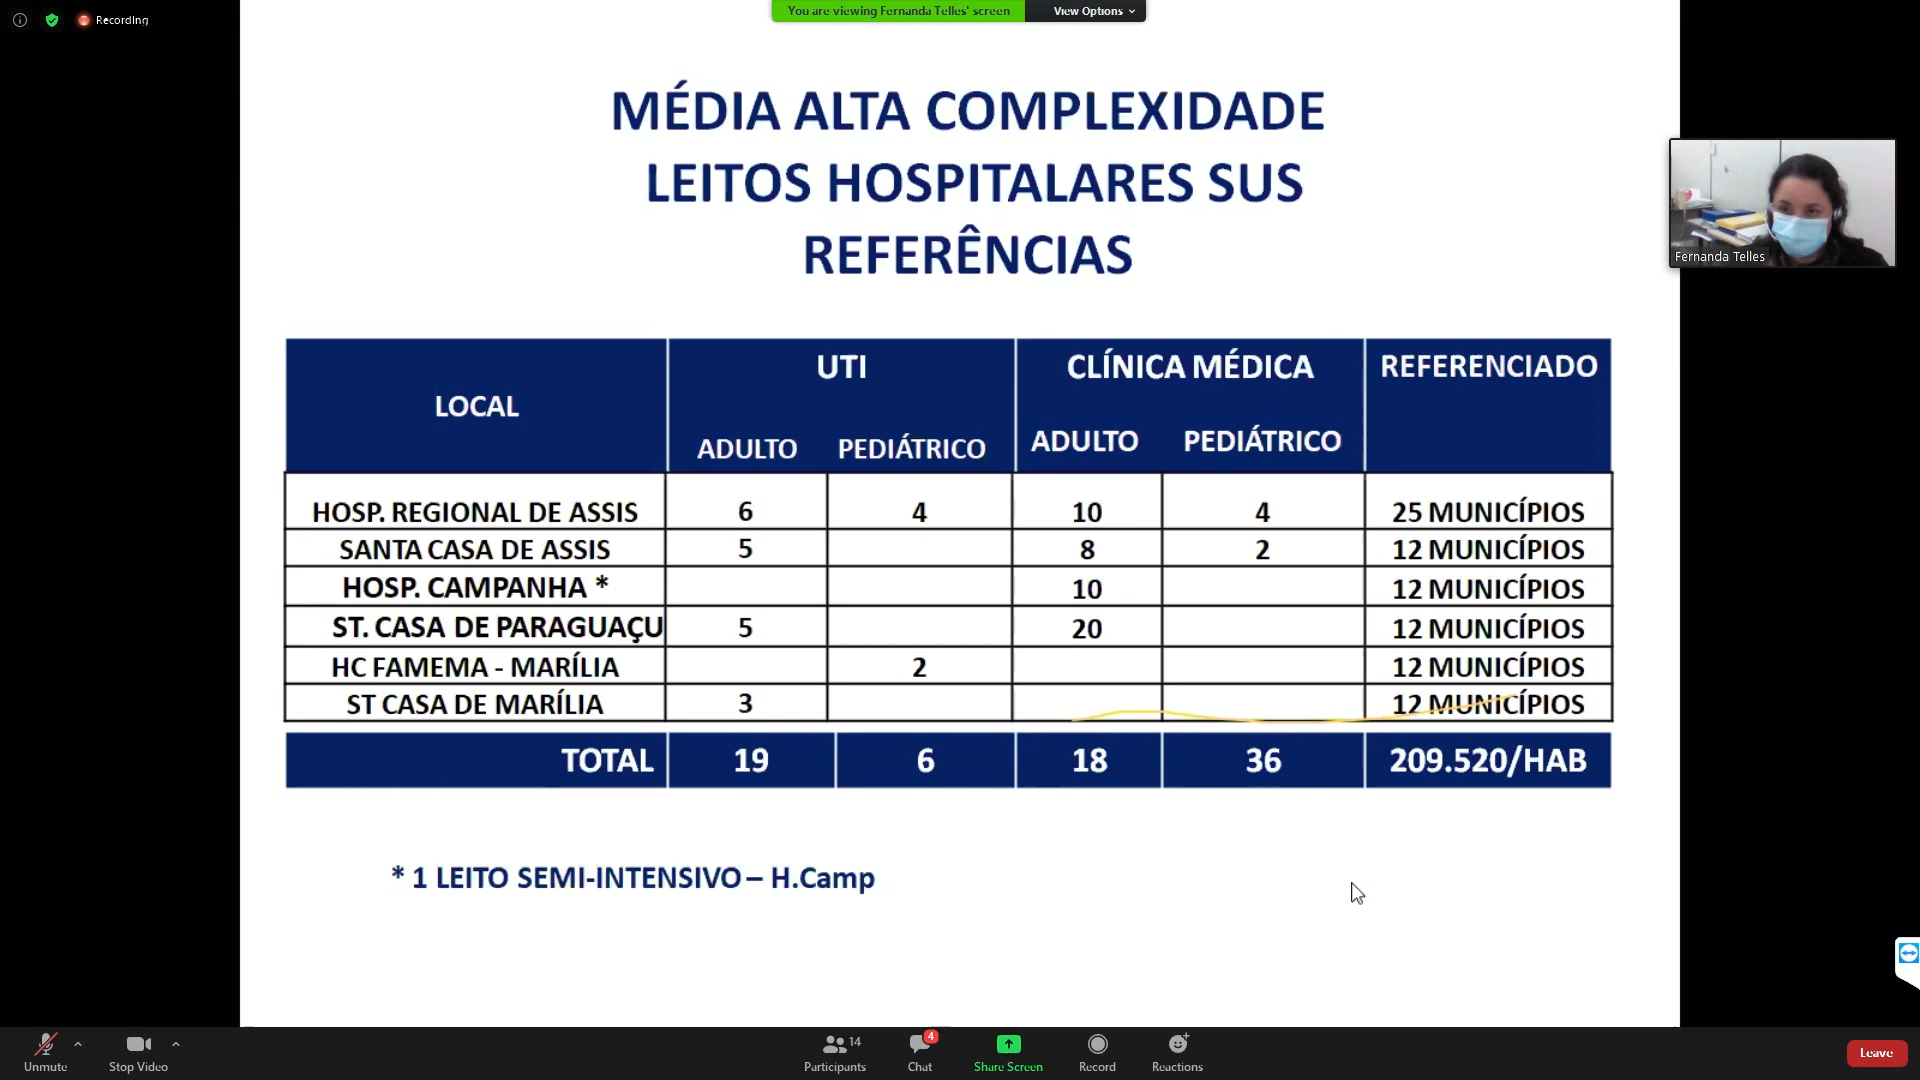 Recording
You are viewing Fernanda Telles' screen
View Options
MÉDIA ALTA COMPLEXIDADE
LEITOS HOSPITALARES SUS
REFERÊNCIAS
Fernanda Telles
LOCAL UTI CLÍNICA MÉDICA REFERENCIADO
ADULTO PEDIÁTRICO ADULTO PEDIÁTRICO
HOSP. REGIONAL DE ASSIS 6 4 10 4 25 MUNICÍPIOS
SANTA CASA DE ASSIS 5 8 2 12 MUNICÍPIOS
HOSP. CAMPANHA * 10 12 MUNICÍPIOS
ST. CASA DE PARAGUAÇU 5 20 12 MUNICÍPIOS
HC FAMEMA - MARÍLIA 2 12 MUNICÍPIOS
ST CASA DE MARÍLIA 3 12 MUNICÍPIOS
TOTAL 19 6 18 36 209.520/HAB
* 1 LEITO SEMI-INTENSIVO – H.Camp
Unmute
Stop Video
14
Participants
4
Chat
Share Screen
Record
Reactions
Leave